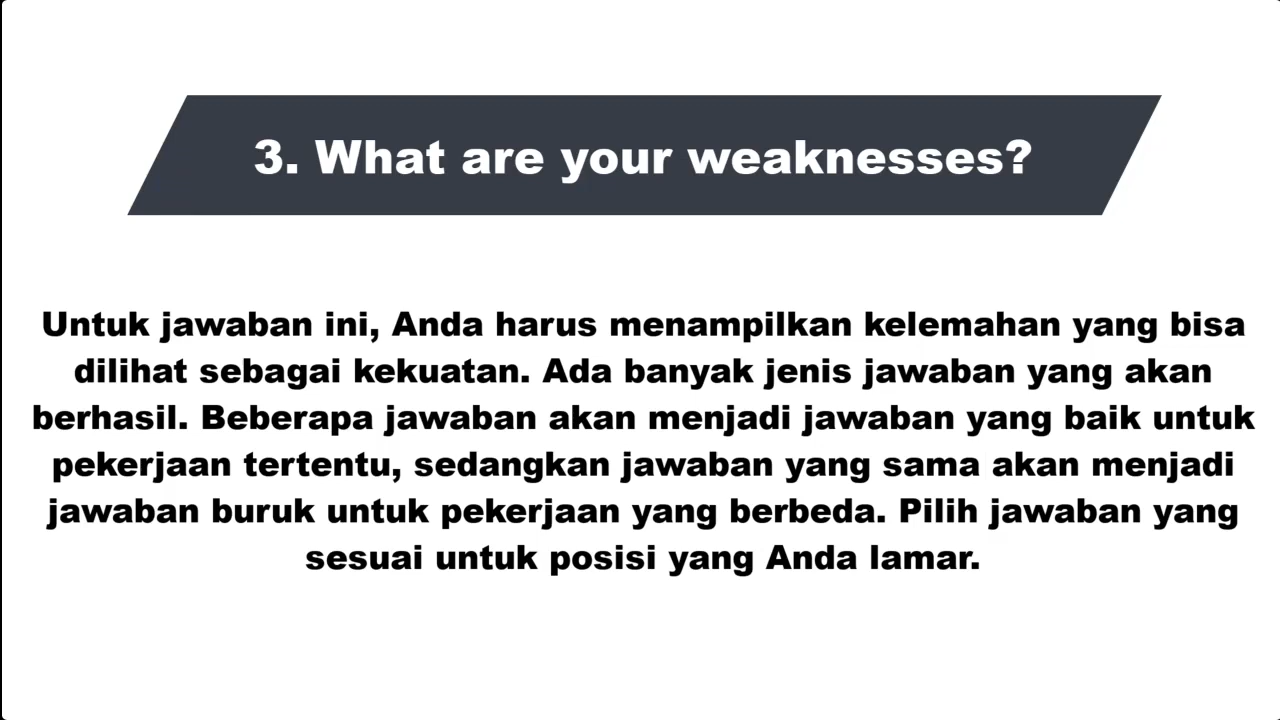 3. What are your weaknesses?
Untuk jawaban ini, Anda harus menampilkan kelemahan yang bisa
dilihat sebagai kekuatan. Ada banyak jenis jawaban yang akan
berhasil. Beberapa jawaban akan menjadi jawaban yang baik untuk
pekerjaan tertentu, sedangkan jawaban yang sama akan menjadi
jawaban buruk untuk pekerjaan yang berbeda. Pilih jawaban yang
sesuai untuk posisi yang Anda lamar.